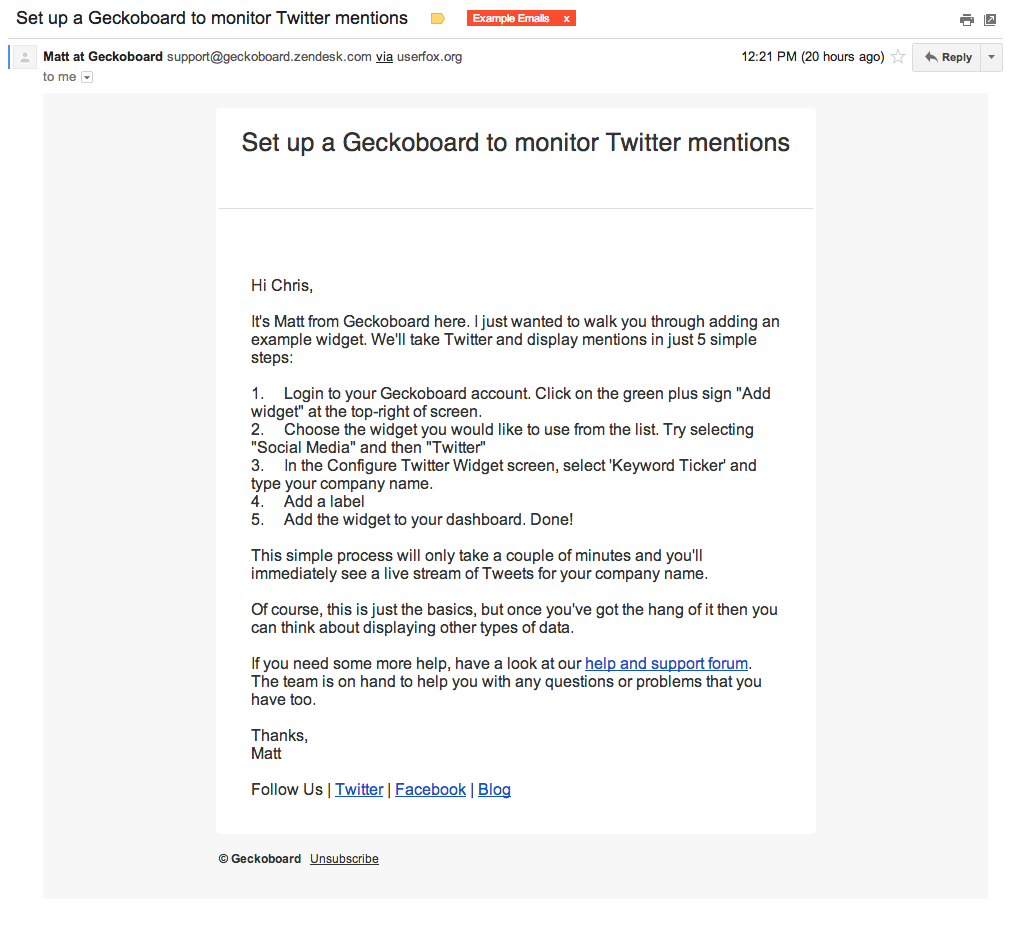 Set up a Geckoboard to monitor Twitter mentions
Example Emails x
Matt at Geckoboard support@geckoboard.zendesk.com via userfox.org
12:21 PM (20 hours ago)
Reply
to me
Set up a Geckoboard to monitor Twitter mentions
Hi Chris,
It's Matt from Geckoboard here. I just wanted to walk you through adding an
example widget. We'll take Twitter and display mentions in just 5 simple
steps:
1. Login to your Geckoboard account. Click on the green plus sign "Add
widget" at the top-right of screen.
2. Choose the widget you would like to use from the list. Try selecting
"Social Media" and then "Twitter"
3. In the Configure Twitter Widget screen, select 'Keyword Ticker' and
type your company name.
4. Add a label
5. Add the widget to your dashboard. Done!
This simple process will only take a couple of minutes and you'll
immediately see a live stream of Tweets for your company name.
Of course, this is just the basics, but once you've got the hang of it then you
can think about displaying other types of data.
If you need some more help, have a look at our help and support forum.
The team is on hand to help you with any questions or problems that you
have too.
Thanks,
Matt
Follow Us | Twitter | Facebook | Blog
© Geckoboard Unsubscribe